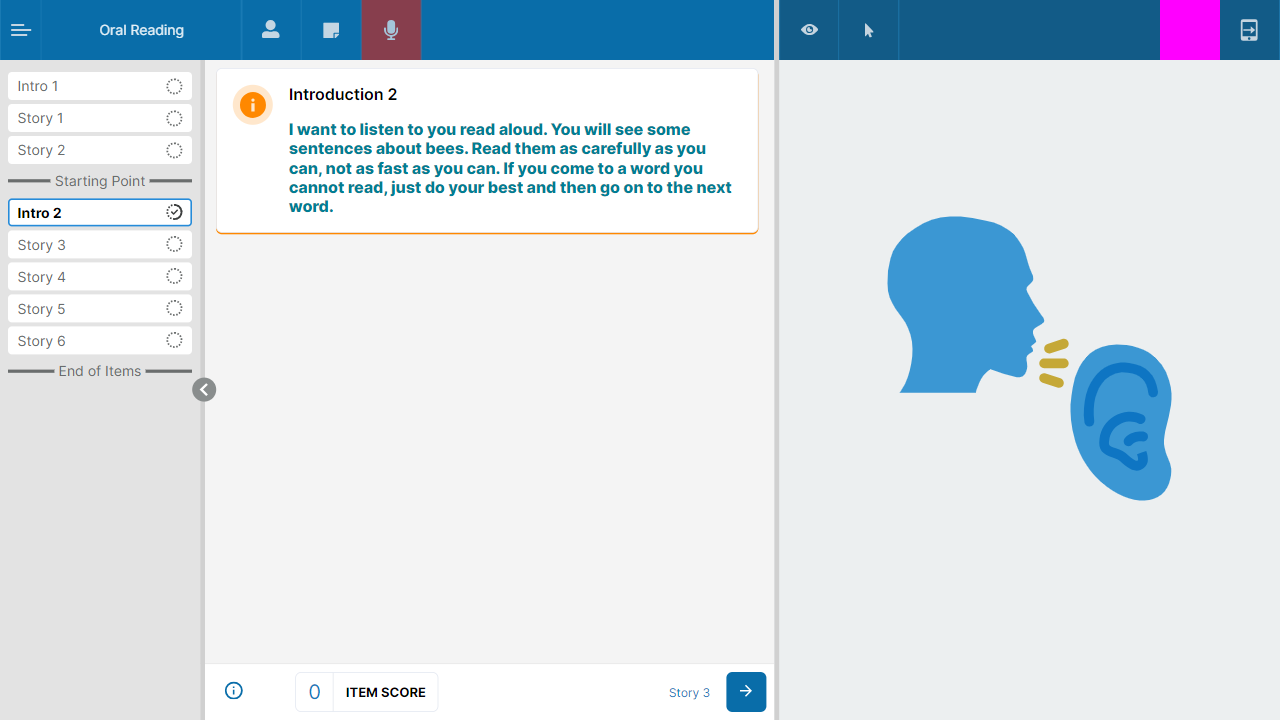 Oral Reading
Intro 1
Story 1
Story 2
Starting Point
Intro 2
Story 3
Story 4
Story 5
Story 6
End of Items
Introduction 2
I want to listen to you read aloud. You will see some
sentences about bees. Read them as carefully as you
can, not as fast as you can. If you come to a word you
cannot read, just do your best and then go on to the next
word.
0 ITEM SCORE
Story 3